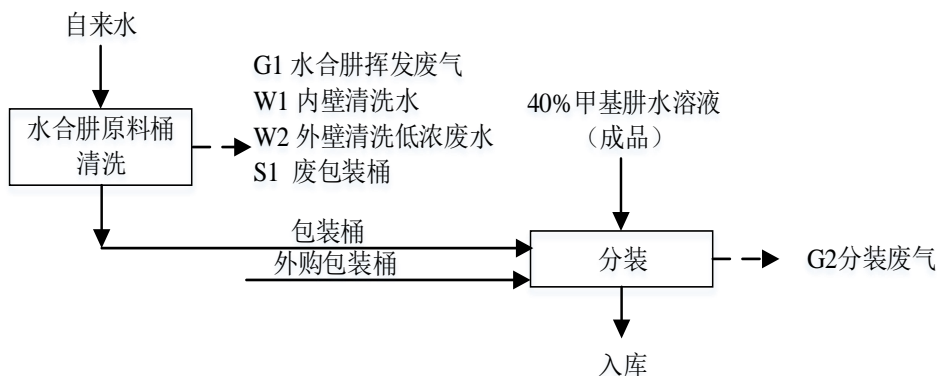 自来水
G1 水合肼挥发废气
W1 内壁清洗水
W2 外壁清洗低浓废水
S1 废包装桶
水合肼原料桶
清洗
40%甲基肼水溶液
（成品）
包装桶
外购包装桶
分装
G2分装废气
入库